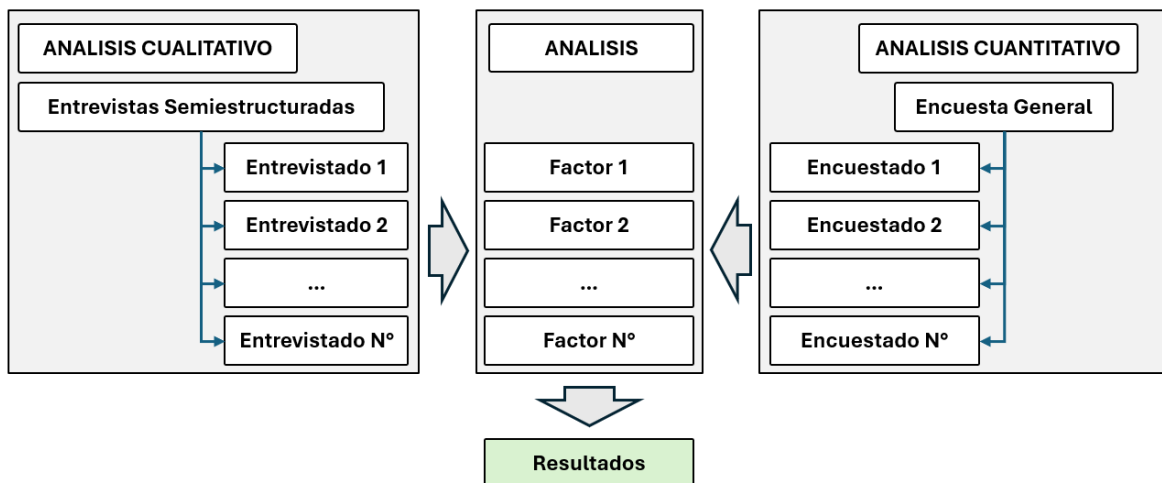 ANALISIS CUALITATIVO
Entrevistas Semiestructuradas
Entrevistado 1
Entrevistado 2
...
Entrevistado N°
ANALISIS
Factor 1
Factor 2
...
Factor N°
ANALISIS CUANTITATIVO
Encuesta General
Encuestado 1
Encuestado 2
...
Encuestado N°
Resultados